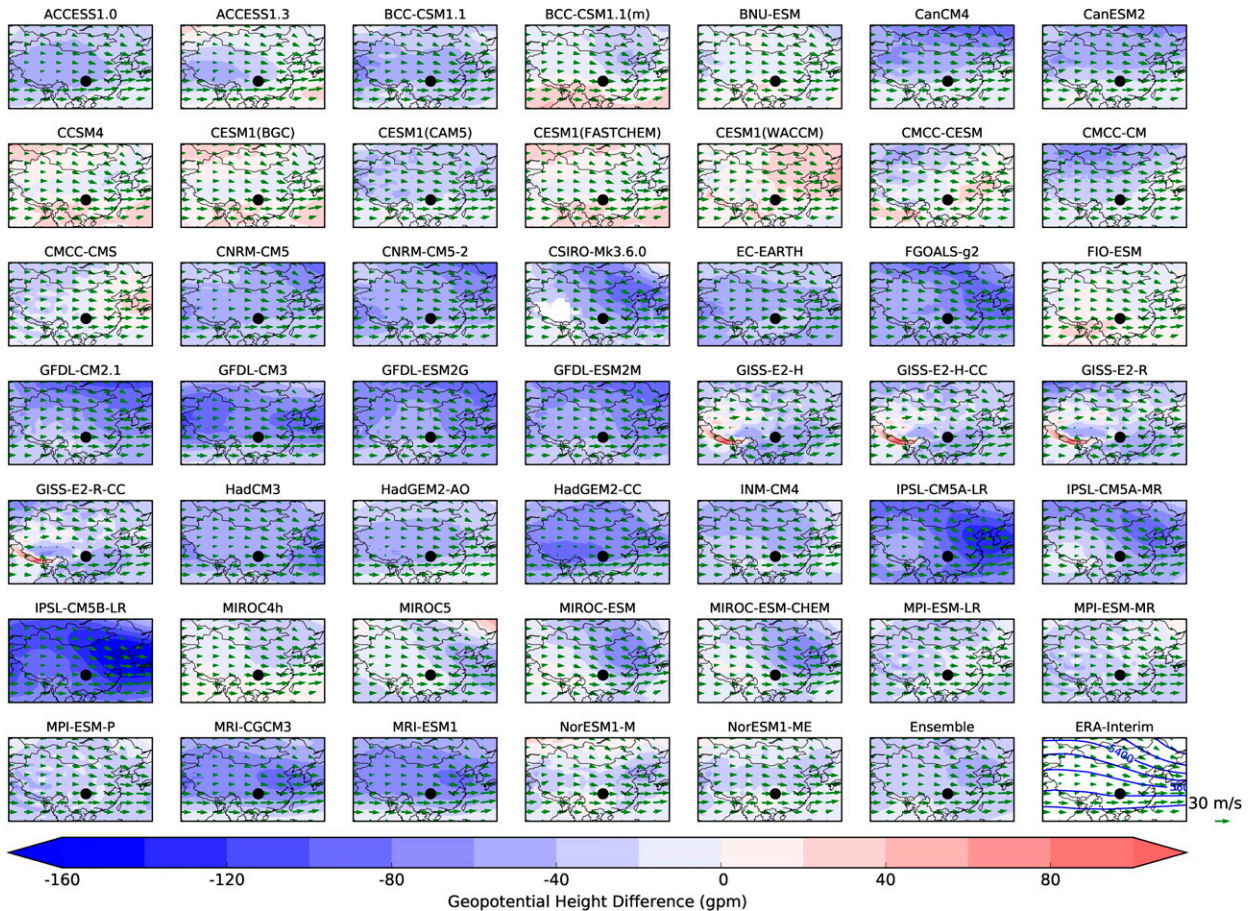 ACCESS1.0 ACCESS1.3 BCC-CSM1.1 BCC-CSM1.1(m) BNU-ESM CanCM4 CanESM2
CCSM4 CESM1(BGC) CESM1(CAM5) CESM1(FASTCHEM) CESM1(WACCM) CMCC-CESM CMCC-CM
CMCC-CMS CNRM-CM5 CNRM-CM5-2 CSIRO-Mk3.6.0 EC-EARTH FGOALS-g2 FIO-ESM
GFDL-CM2.1 GFDL-CM3 GFDL-ESM2G GFDL-ESM2M GISS-E2-H GISS-E2-H-CC GISS-E2-R
GISS-E2-R-CC HadCM3 HadGEM2-AO HadGEM2-CC INM-CM4 IPSL-CM5A-LR IPSL-CM5A-MR
IPSL-CM5B-LR MIROC4h MIROC5 MIROC-ESM MIROC-ESM-CHEM MPI-ESM-LR MPI-ESM-MR
MPI-ESM-P MRI-CGCM3 MRI-ESM1 NorESM1-M NorESM1-ME Ensemble ERA-Interim
5400
30 m/s
-160 -120 -80 -40 0 40 80
Geopotential Height Difference (gpm)